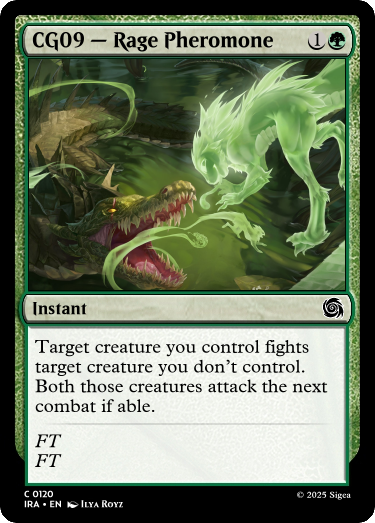 CG09 — Rage Pheromone 1
Instant
Target creature you control fights
target creature you don't control.
Both those creatures attack the next
combat if able.
FT
FT
C 0120
IRA • EN Ilya Royz
© 2025 Sigea